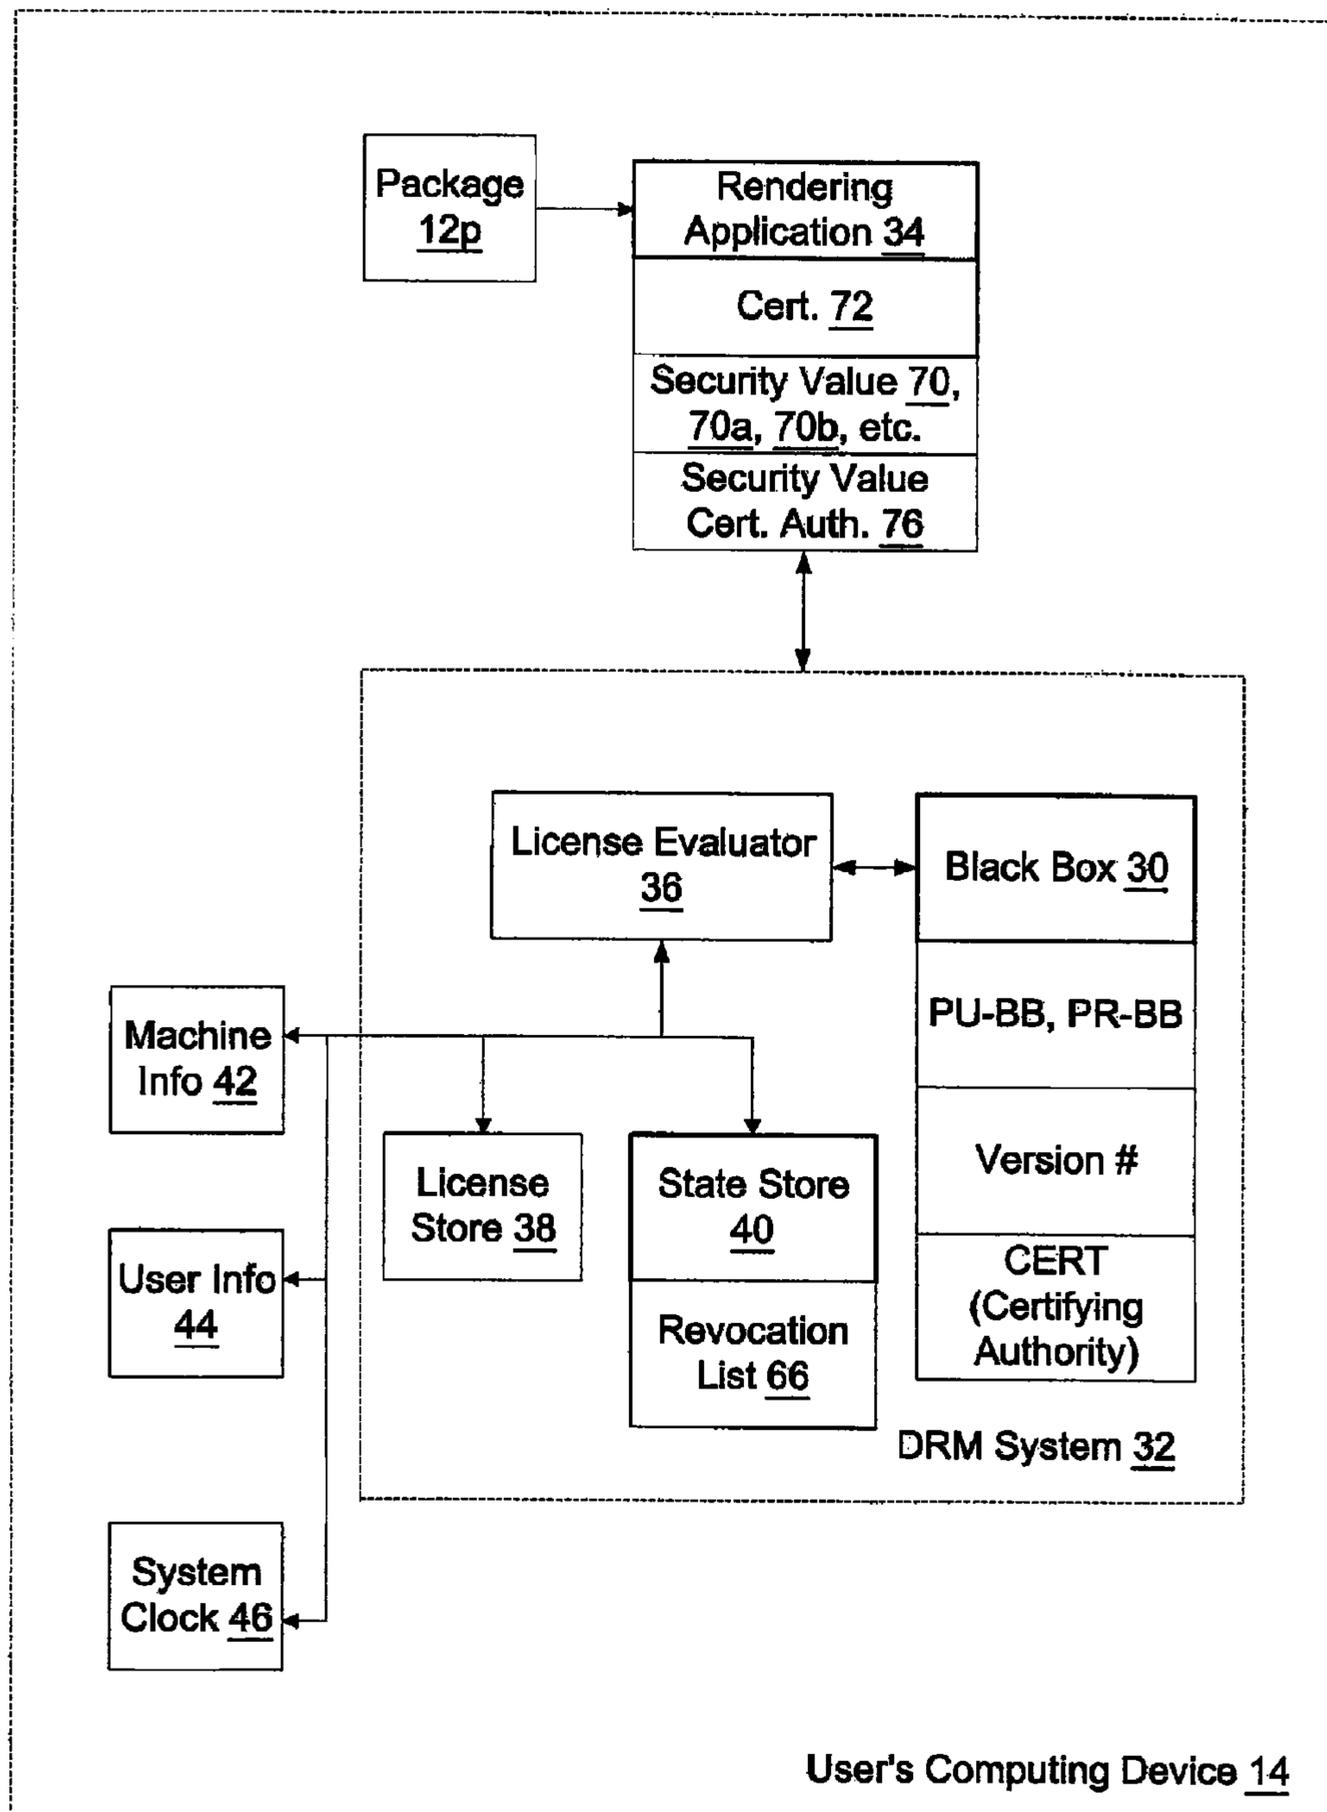 Package
12p
Rendering
Application 34
Cert. 72
Security Value 70,
70a, 70b, etc.
Security Value
Cert. Auth. 76
License Evaluator
36
Black Box 30
PU-BB, PR-BB
Version #
CERT
(Certifying
Authority)
Machine
Info 42
License
Store 38
State Store
40
Revocation
List 66
User Info
44
DRM System 32
System
Clock 46
User's Computing Device 14